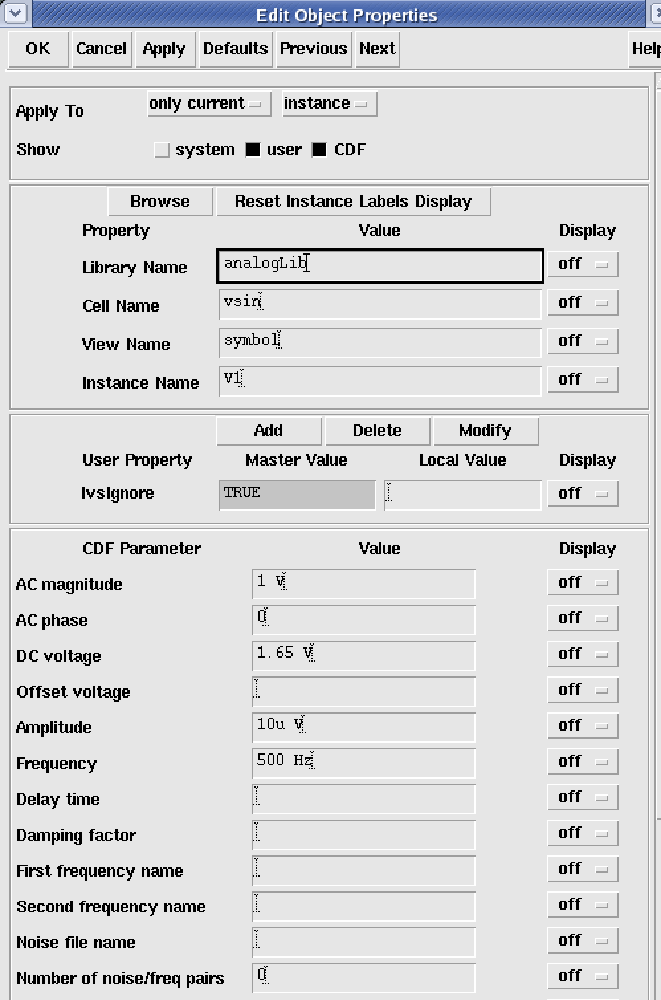 Edit Object Properties
OK Cancel Apply Defaults Previous Next Help
Apply To only current instance
Show system user CDF
Browse Reset Instance Labels Display
Property Value Display
Library Name analogLib off
Cell Name vsin off
View Name symbol off
Instance Name V1 off
Add Delete Modify
User Property Master Value Local Value Display
lvsIgnore TRUE off
CDF Parameter Value Display
AC magnitude 1 V off
AC phase 0 off
DC voltage 1.65 V off
Offset voltage off
Amplitude 10u V off
Frequency 500 Hz off
Delay time off
Damping factor off
First frequency name off
Second frequency name off
Noise file name off
Number of noise/freq pairs 0 off